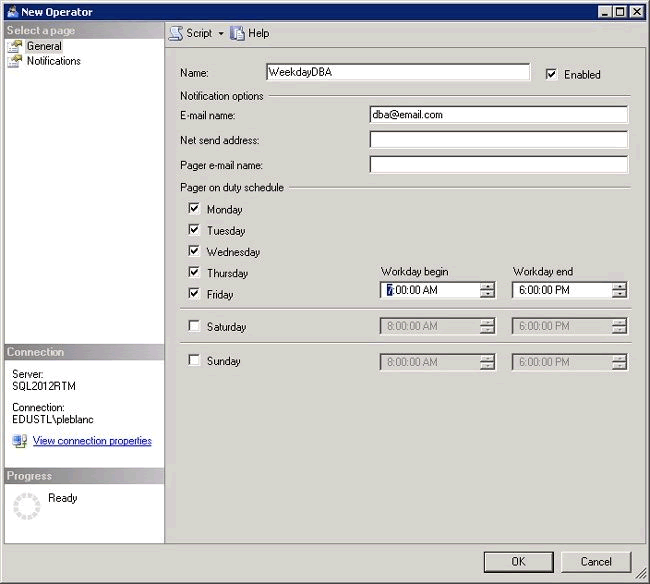 New Operator
Select a page
General
Notifications
Script Help
Name: WeekdayDBA Enabled
Notification options
E-mail name: dba@email.com
Net send address:
Pager e-mail name:
Pager on duty schedule
Monday
Tuesday
Wednesday
Thursday Workday begin Workday end
Friday 7:00:00 AM 6:00:00 PM
Saturday 8:00:00 AM 6:00:00 PM
Sunday 8:00:00 AM 6:00:00 PM
Connection
Server:
SQL2012RTM
Connection:
EDUSTL\pleblanc
View connection properties
Progress
Ready
OK Cancel